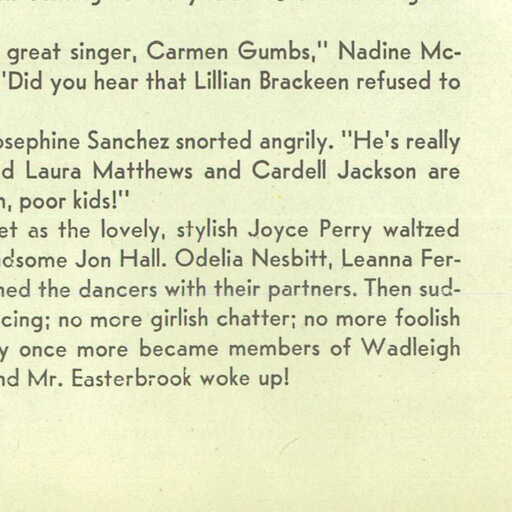 great singer, Carmen Gumbs," Nadine Mc-
"Did you hear that Lillian Brackeen refused to
osephine Sanchez snorted angrily. "He's really
d Laura Matthews and Cardell Jackson are
n, poor kids!"
et as the lovely, stylish Joyce Perry waltzed
dsome Jon Hall. Odelia Nesbitt, Leanna Fer-
ned the dancers with their partners. Then sud-
cing; no more girlish chatter; no more foolish
y once more became members of Wadleigh
nd Mr. Easterbrook woke up!